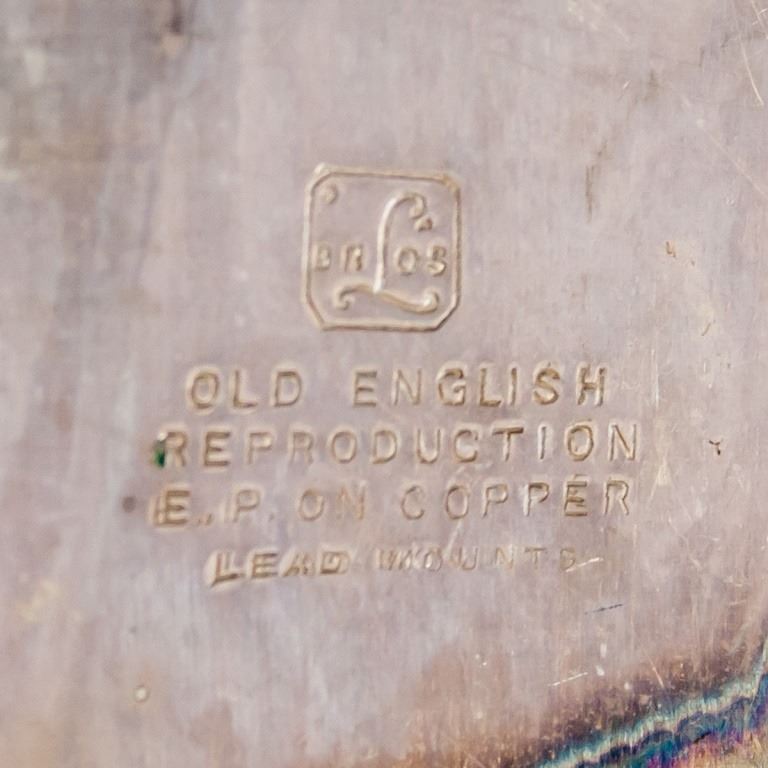 BR L OS
OLD ENGLISH
REPRODUCTION
E.P. ON COPPER
LEAD MOUNTS